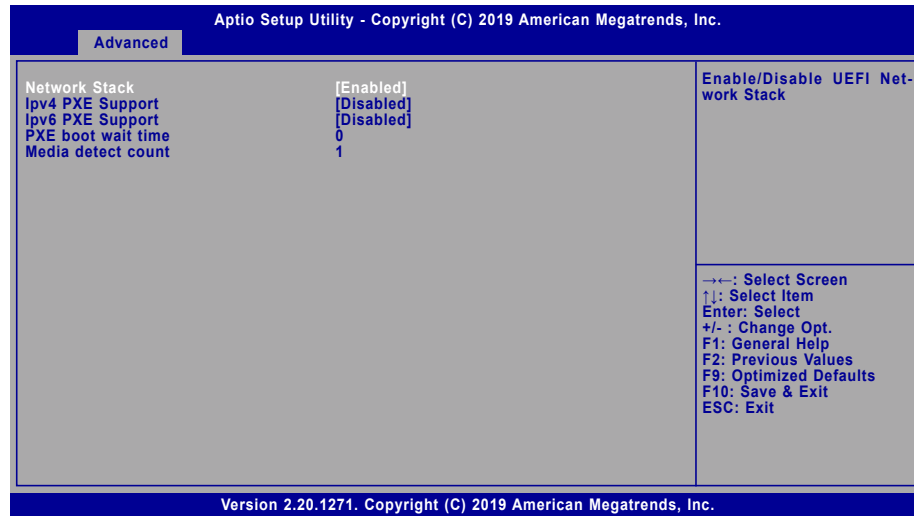 Aptio Setup Utility - Copyright (C) 2019 American Megatrends, Inc.
Advanced
Network Stack [Enabled]
Ipv4 PXE Support [Disabled]
Ipv6 PXE Support [Disabled]
PXE boot wait time 0
Media detect count 1
Enable/Disable UEFI Net-
work Stack
→←: Select Screen
↑↓: Select Item
Enter: Select
+/- : Change Opt.
F1: General Help
F2: Previous Values
F9: Optimized Defaults
F10: Save & Exit
ESC: Exit
Version 2.20.1271. Copyright (C) 2019 American Megatrends, Inc.